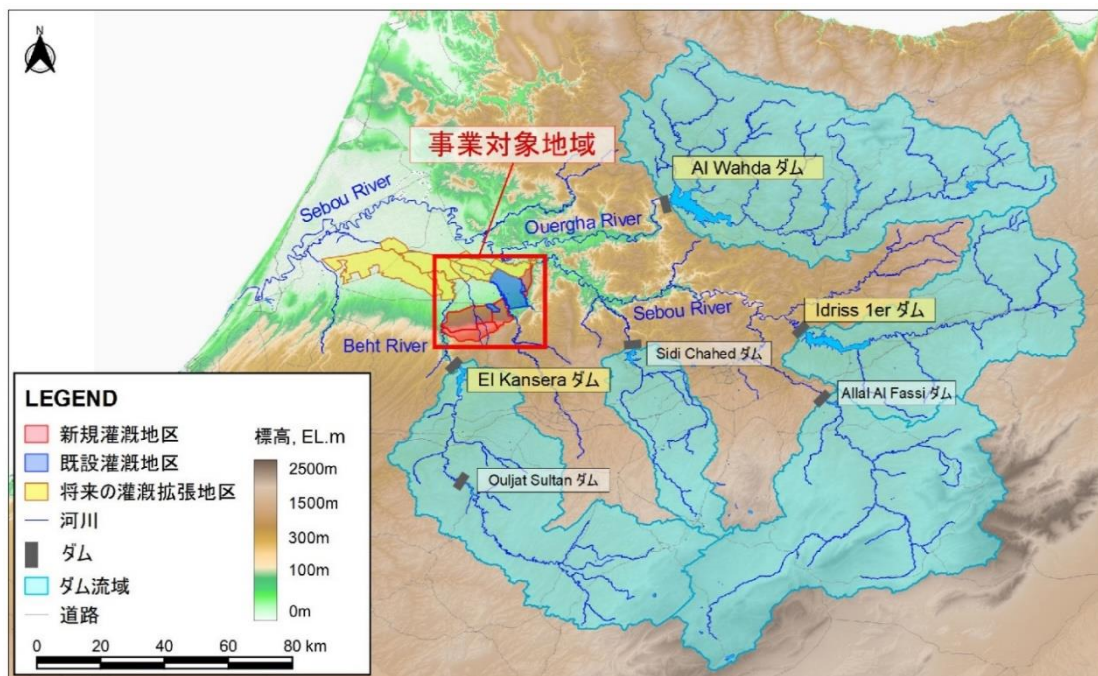 N
事業対象地域
Al Wahda ダム
Sebou River
Ouergha River
Idriss 1er ダム
Sebou River
Beht River
Sidi Chahed ダム
El Kansera ダム
Allal Al Fassi ダム
Ouljat Sultan ダム
LEGEND
新規灌漑地区
既設灌漑地区
将来の灌漑拡張地区
河川
ダム
ダム流域
道路
標高, EL.m
2500m
1500m
300m
100m
0m
0 20 40 60 80 km